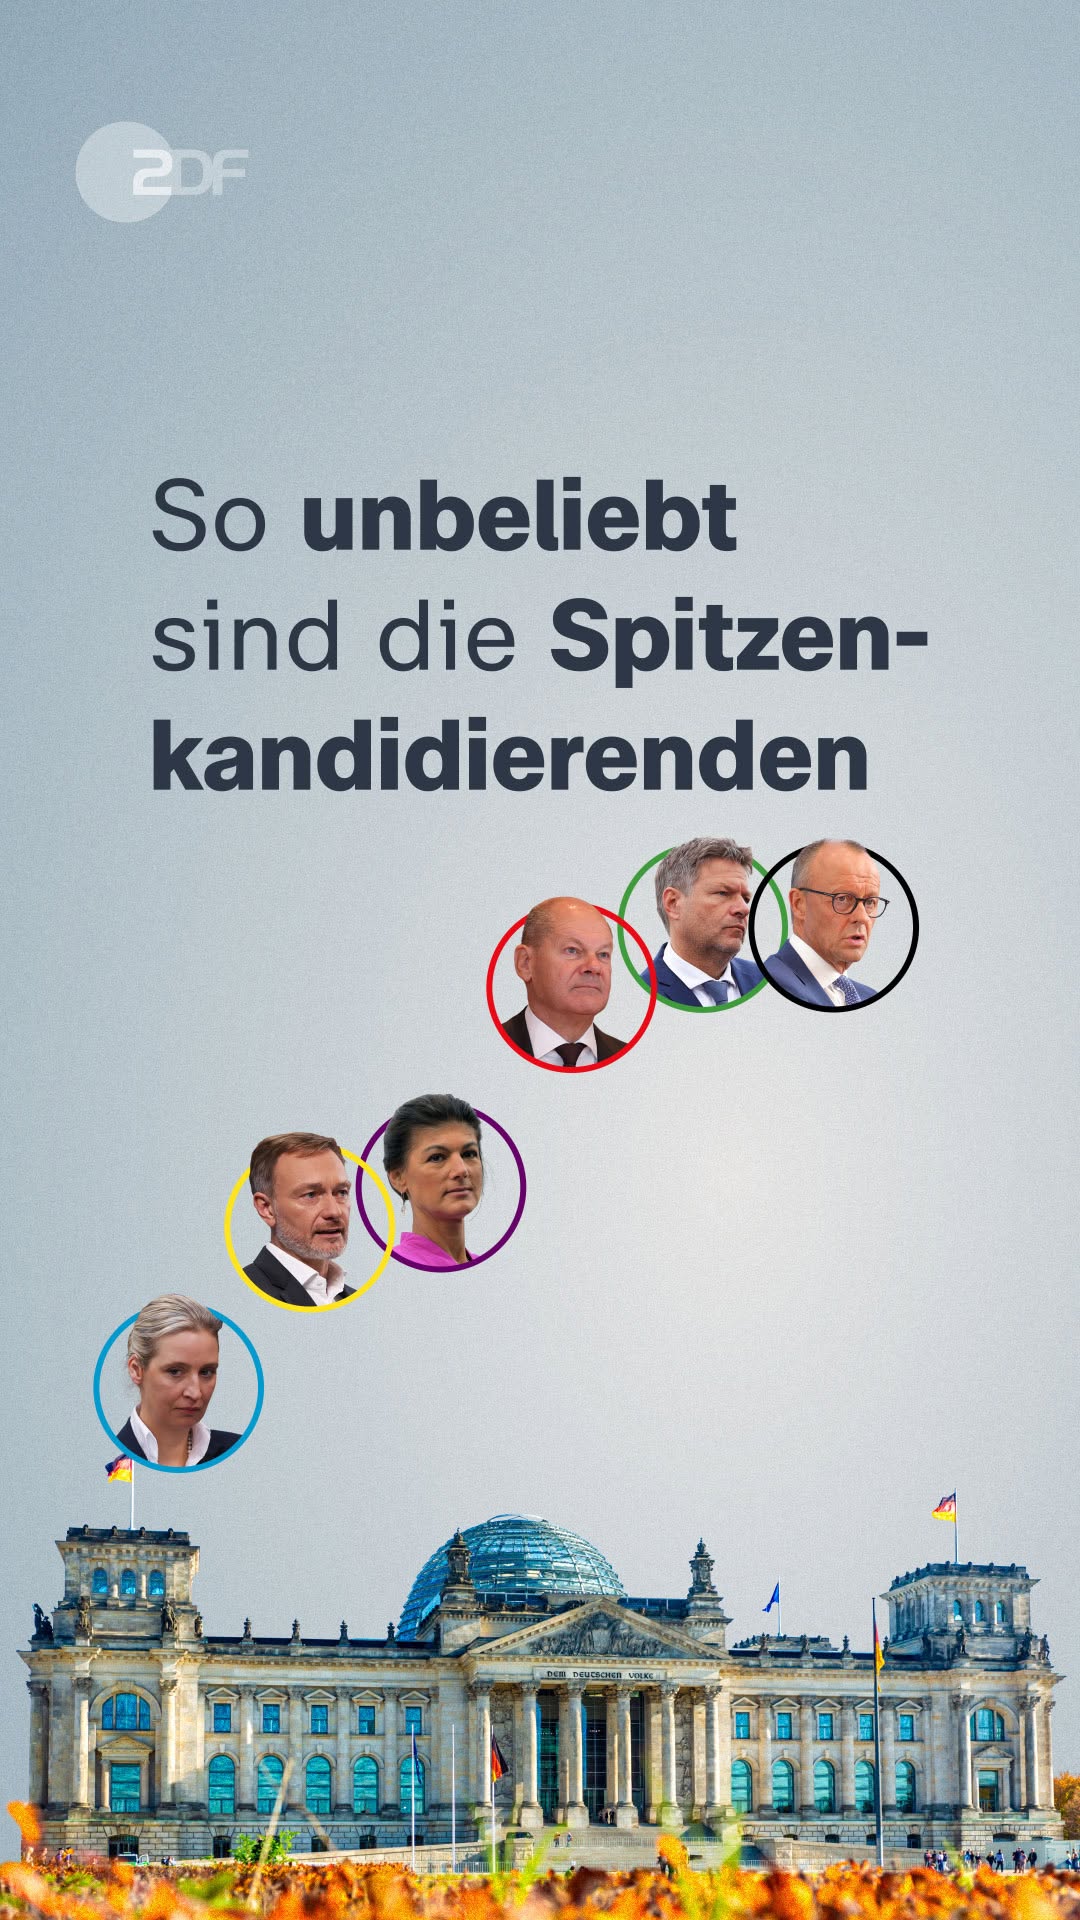 ZDF
So unbeliebt
sind die Spitzen-
kandidierenden
DEM DEUTSCHEN VOLKE